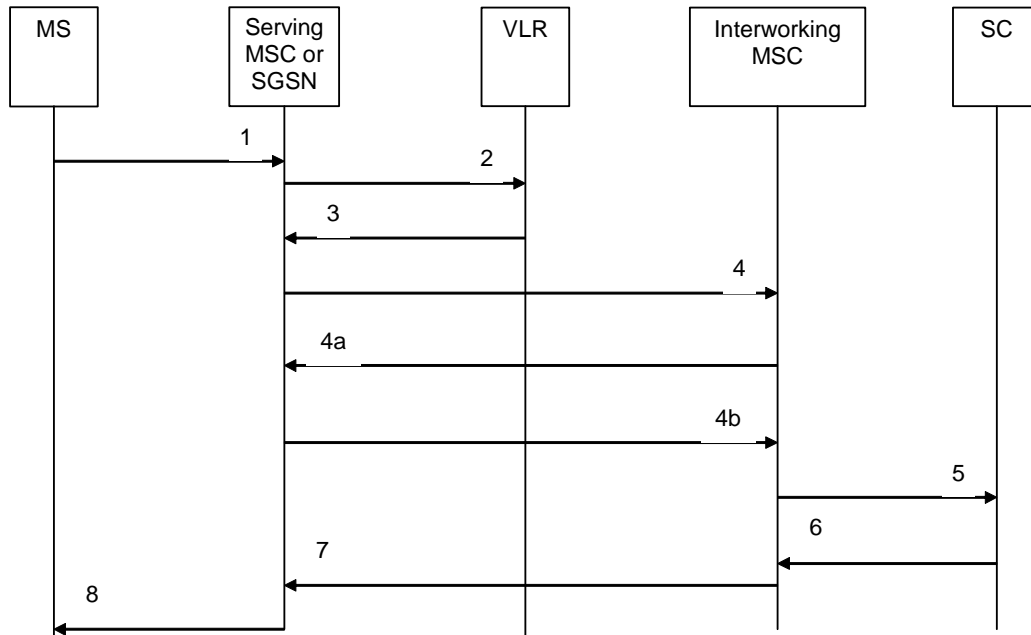 MS
Serving
MSC or
SGSN
VLR
Interworking
MSC
SC
1
2
3
4
4a
4b
5
6
7
8